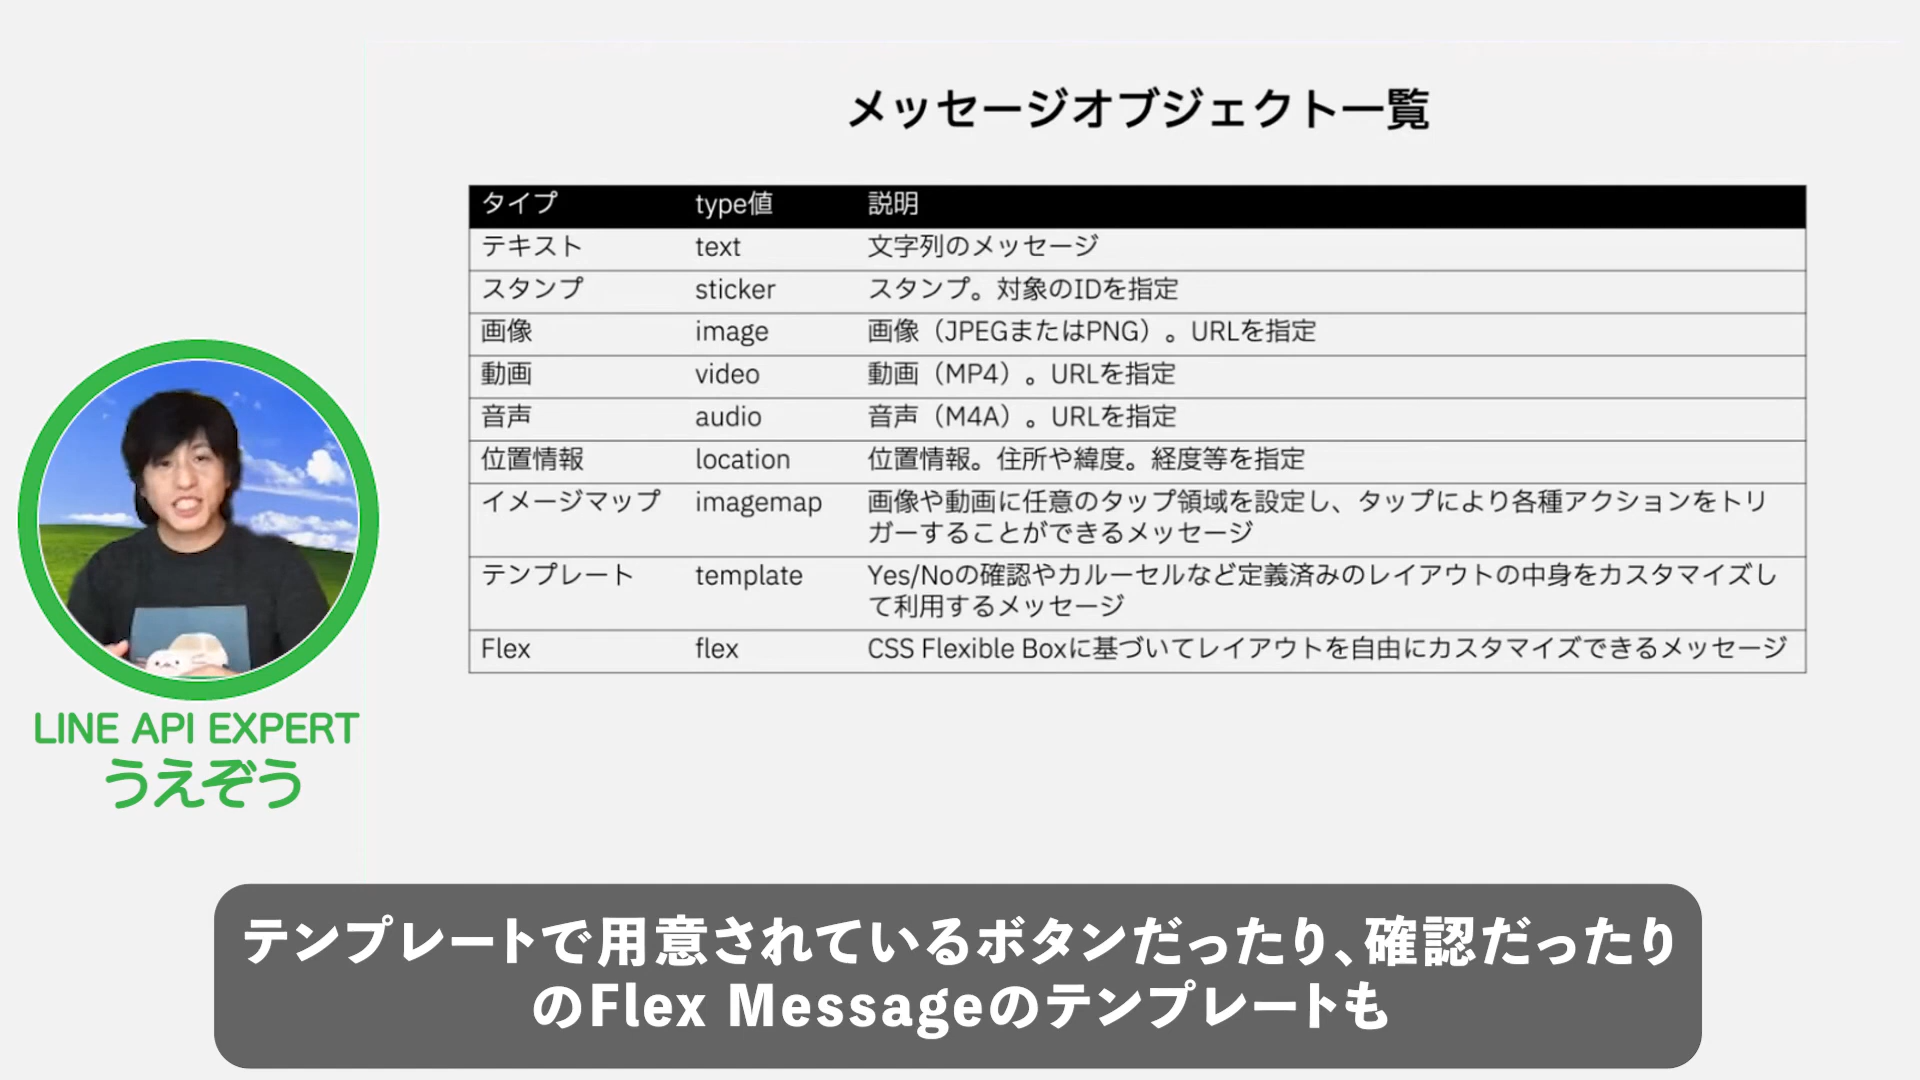 メッセージオブジェクト一覧
タイプ type値 説明
テキスト text 文字列のメッセージ
スタンプ sticker スタンプ。対象のIDを指定
画像 image 画像（JPEGまたはPNG）。URLを指定
動画 video 動画（MP4）。URLを指定
音声 audio 音声（M4A）。URLを指定
位置情報 location 位置情報。住所や緯度。経度等を指定
イメージマップ imagemap 画像や動画に任意のタップ領域を設定し、タップにより各種アクションをトリ
ガーすることができるメッセージ
テンプレート template Yes/Noの確認やカルーセルなど定義済みのレイアウトの中身をカスタマイズし
て利用するメッセージ
Flex flex CSS Flexible Boxに基づいてレイアウトを自由にカスタマイズできるメッセージ
LINE API EXPERT
うえぞう
テンプレートで用意されているボタンだったり、確認だったり
のFlex Messageのテンプレートも